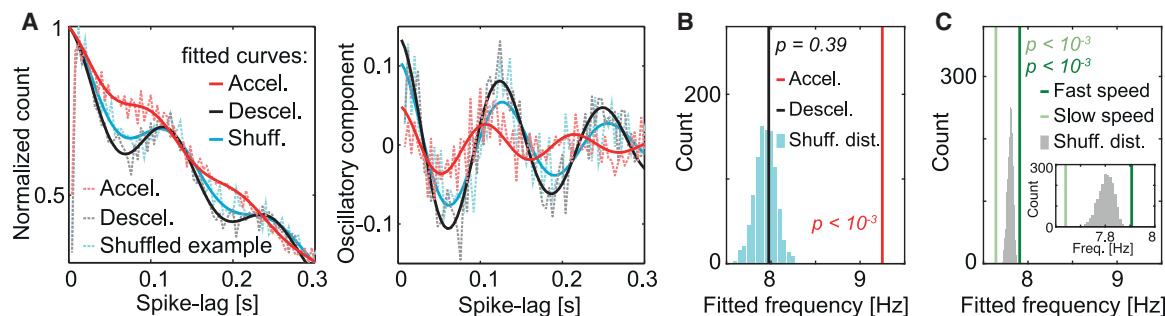 A
Normalized count
1
0.5
fitted curves:
Accel.
Descel.
Shuff.
Accel.
Descel.
Shuffled example
0
0.1
0.2
0.3
Spike-lag [s]
Oscillatory component
0.1
0
-0.1
0
0.1
0.2
0.3
Spike-lag [s]
B
Count
200
0
p = 0.39
Accel.
Descel.
Shuff. dist.
p < 10-3
8
9
Fitted frequency [Hz]
C
Count
300
0
p < 10-3
p < 10-3
Fast speed
Slow speed
Shuff. dist.
Count
300
0
7.8
8
Freq. [Hz]
8
9
Fitted frequency [Hz]